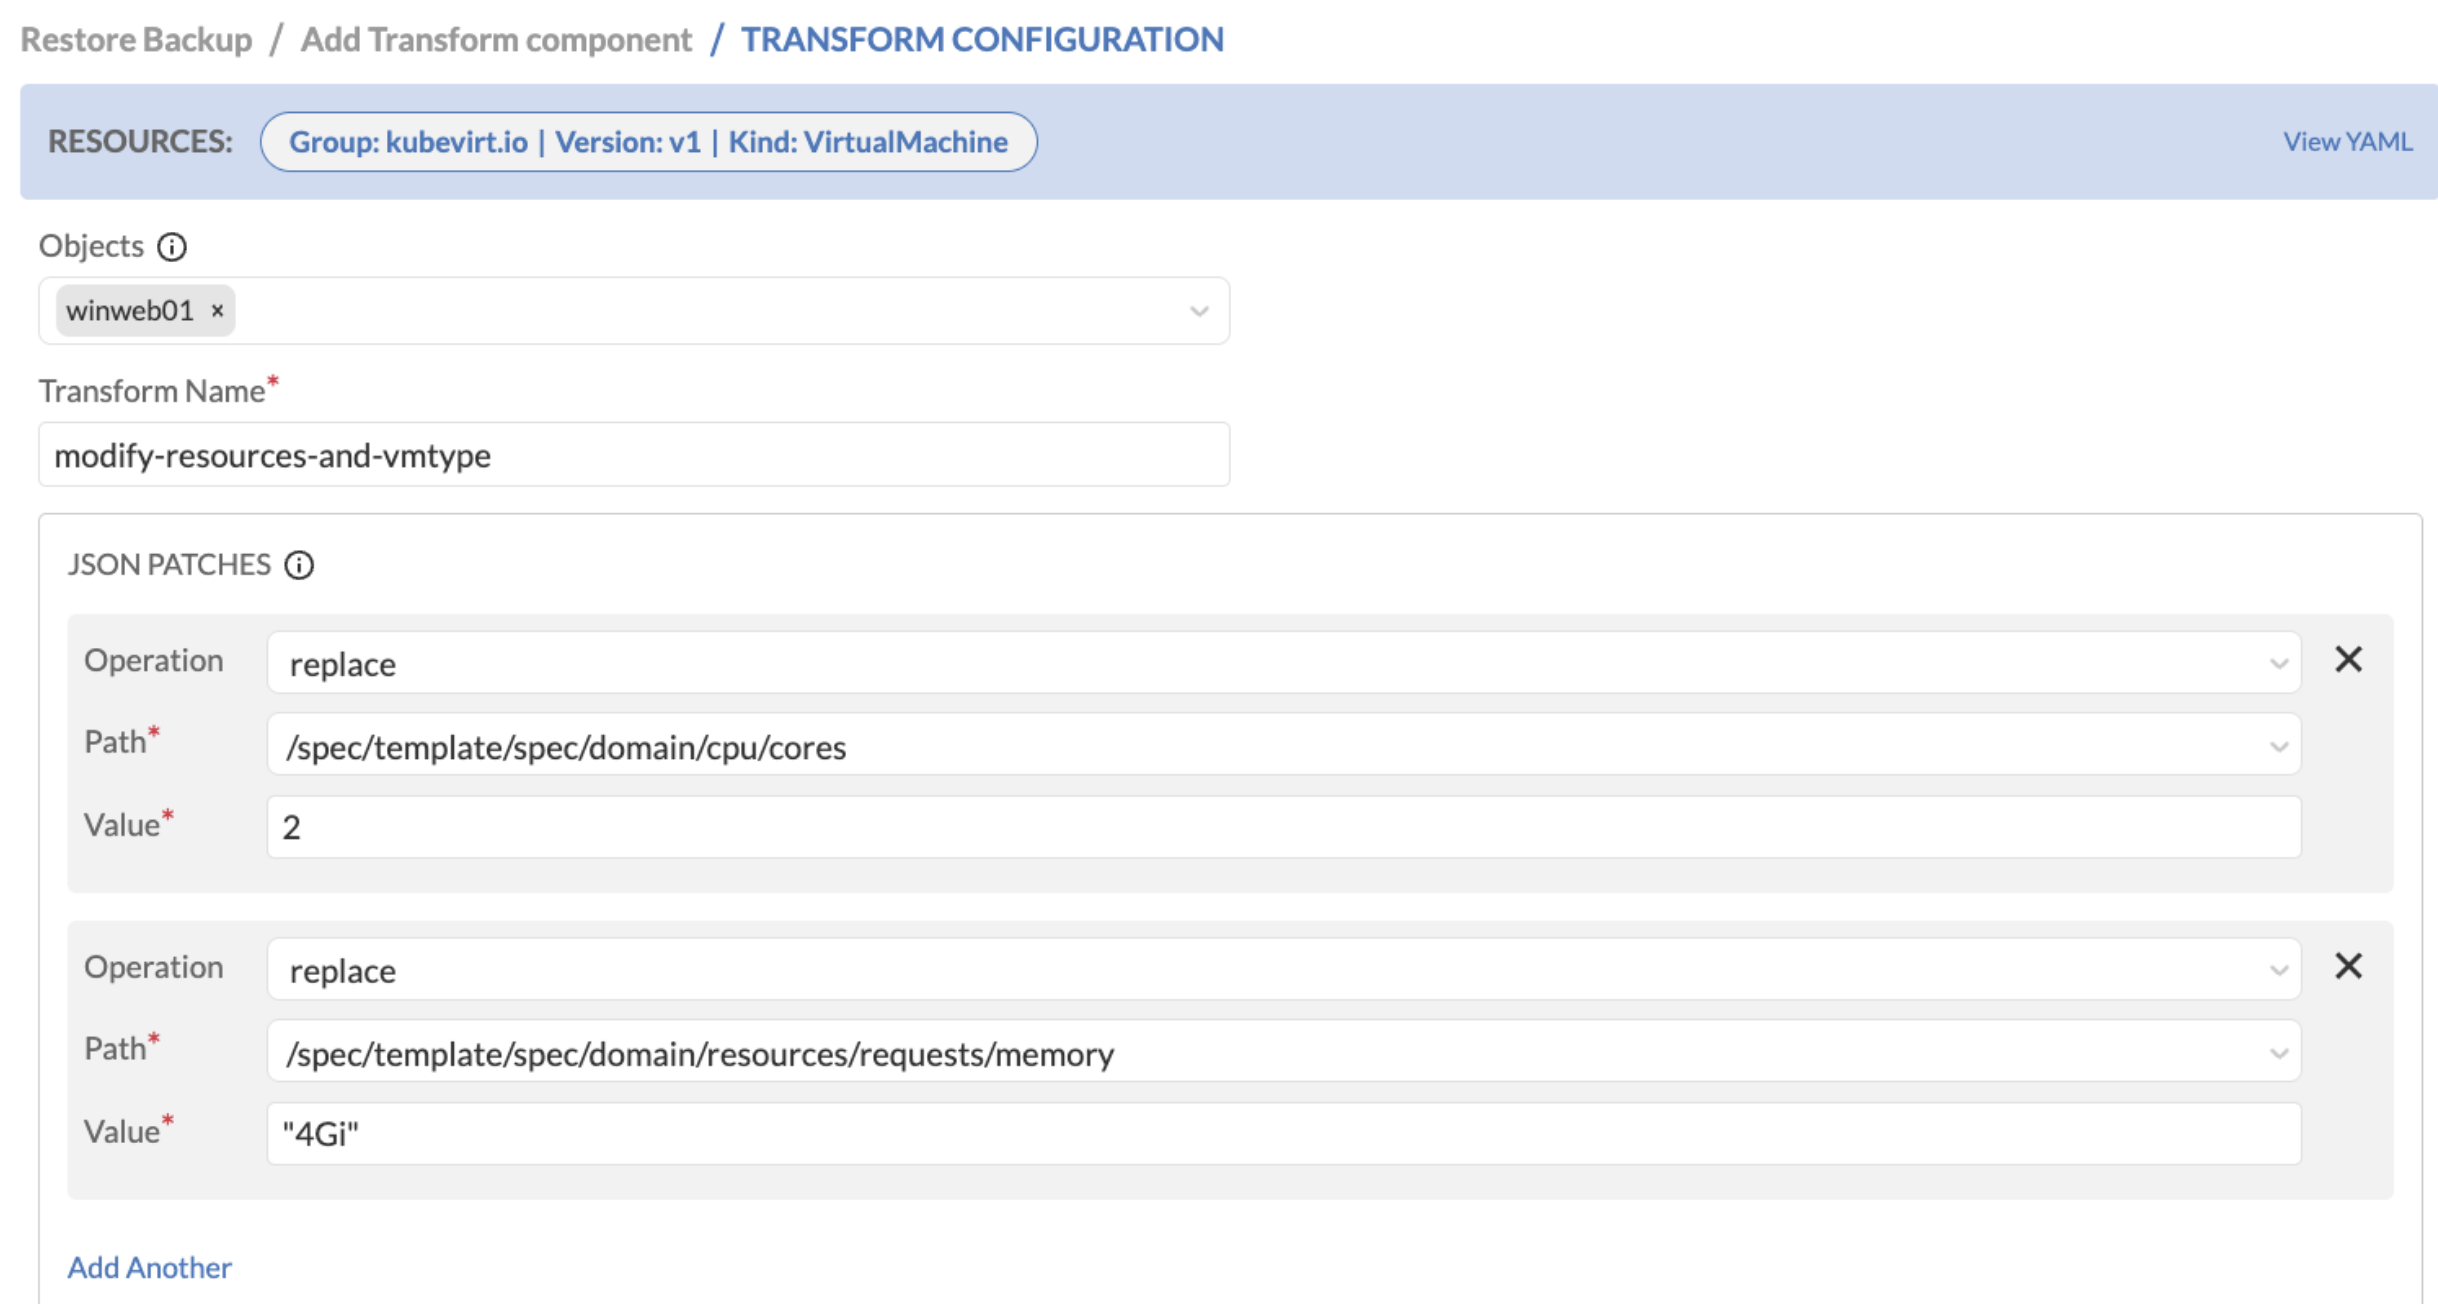 Restore Backup / Add Transform component / TRANSFORM CONFIGURATION
RESOURCES: Group: kubevirt.io | Version: v1 | Kind: VirtualMachine View YAML
Objects
winweb01 ×
Transform Name*
modify-resources-and-vmtype
JSON PATCHES
Operation replace
Path* /spec/template/spec/domain/cpu/cores
Value* 2
Operation replace
Path* /spec/template/spec/domain/resources/requests/memory
Value* "4Gi"
Add Another